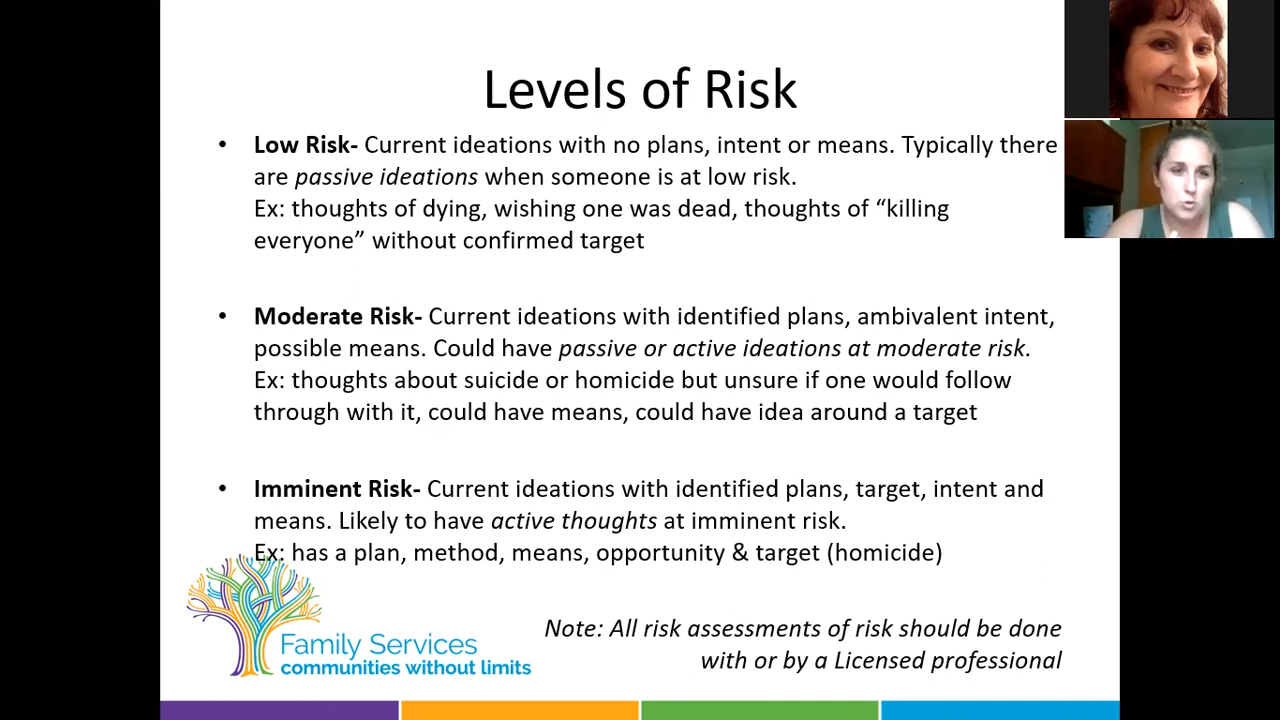 Levels of Risk
• Low Risk- Current ideations with no plans, intent or means. Typically there
are passive ideations when someone is at low risk.
Ex: thoughts of dying, wishing one was dead, thoughts of “killing
everyone” without confirmed target
• Moderate Risk- Current ideations with identified plans, ambivalent intent,
possible means. Could have passive or active ideations at moderate risk.
Ex: thoughts about suicide or homicide but unsure if one would follow
through with it, could have means, could have idea around a target
• Imminent Risk- Current ideations with identified plans, target, intent and
means. Likely to have active thoughts at imminent risk.
Ex: has a plan, method, means, opportunity & target (homicide)
Family Services
communities without limits
Note: All risk assessments of risk should be done
with or by a Licensed professional